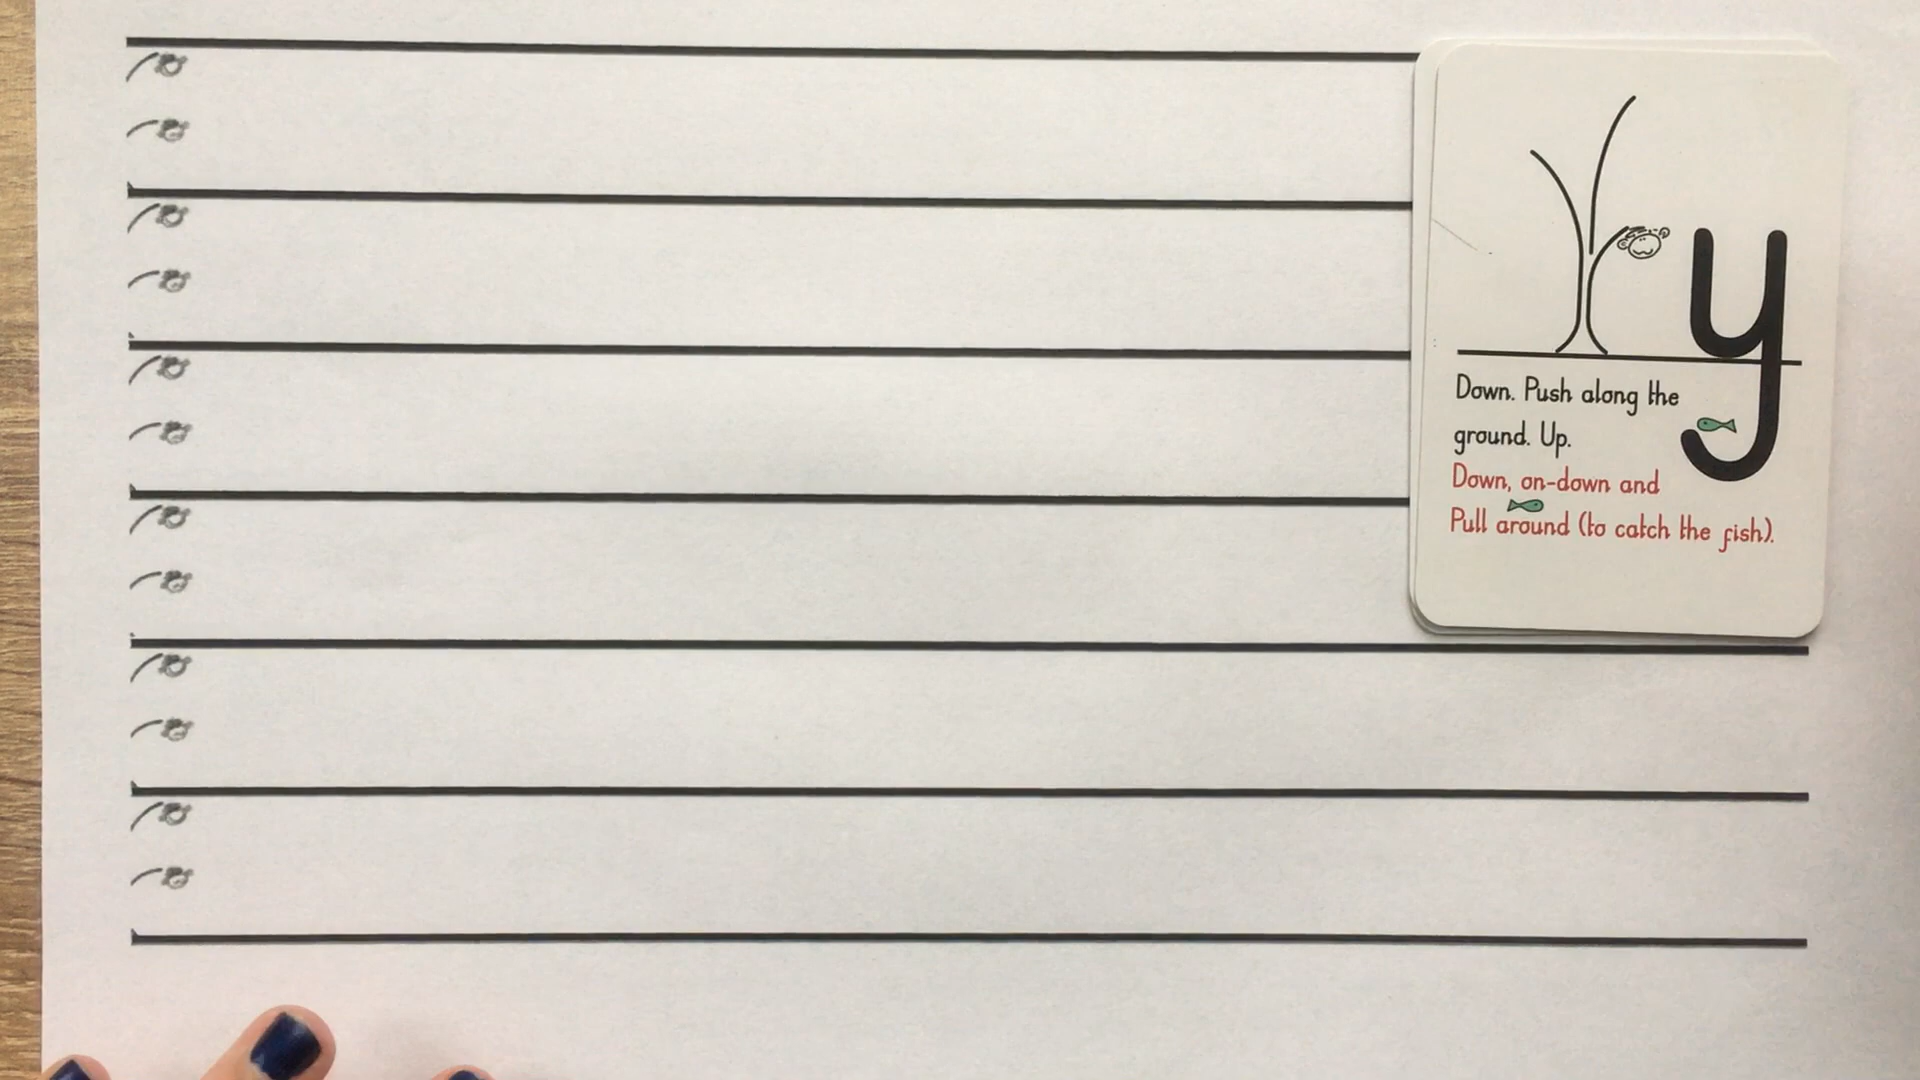 y
Down. Push along the
ground. Up.
Down, on-down and
Pull around (to catch the fish).